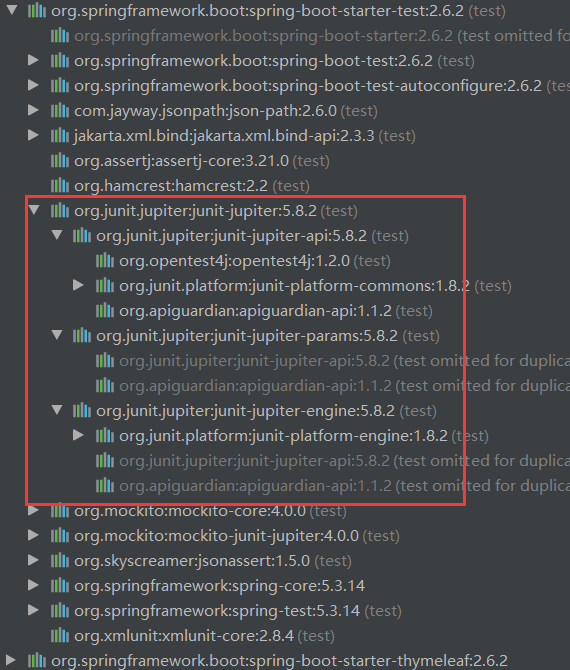 org.springframework.boot:spring-boot-starter-test:2.6.2 (test)
org.springframework.boot:spring-boot-starter:2.6.2 (test omitted for
org.springframework.boot:spring-boot-test:2.6.2 (test)
org.springframework.boot:spring-boot-test-autoconfigure:2.6.2 (test
com.jayway.jsonpath:json-path:2.6.0 (test)
jakarta.xml.bind:jakarta.xml.bind-api:2.3.3 (test)
org.assertj:assertj-core:3.21.0 (test)
org.hamcrest:hamcrest:2.2 (test)
org.junit.jupiter:junit-jupiter:5.8.2 (test)
org.junit.jupiter:junit-jupiter-api:5.8.2 (test)
org.opentest4j:opentest4j:1.2.0 (test)
org.junit.platform:junit-platform-commons:1.8.2 (test)
org.apiguardian:apiguardian-api:1.1.2 (test)
org.junit.jupiter:junit-jupiter-params:5.8.2 (test)
org.junit.jupiter:junit-jupiter-api:5.8.2 (test omitted for duplica
org.apiguardian:apiguardian-api:1.1.2 (test omitted for duplica
org.junit.jupiter:junit-jupiter-engine:5.8.2 (test)
org.junit.platform:junit-platform-engine:1.8.2 (test)
org.junit.jupiter:junit-jupiter-api:5.8.2 (test omitted for duplica
org.apiguardian:apiguardian-api:1.1.2 (test omitted for duplica
org.mockito:mockito-core:4.0.0 (test)
org.mockito:mockito-junit-jupiter:4.0.0 (test)
org.skyscreamer:jsonassert:1.5.0 (test)
org.springframework:spring-core:5.3.14
org.springframework:spring-test:5.3.14 (test)
org.xmlunit:xmlunit-core:2.8.4 (test)
org.springframework.boot:spring-boot-starter-thymeleaf:2.6.2